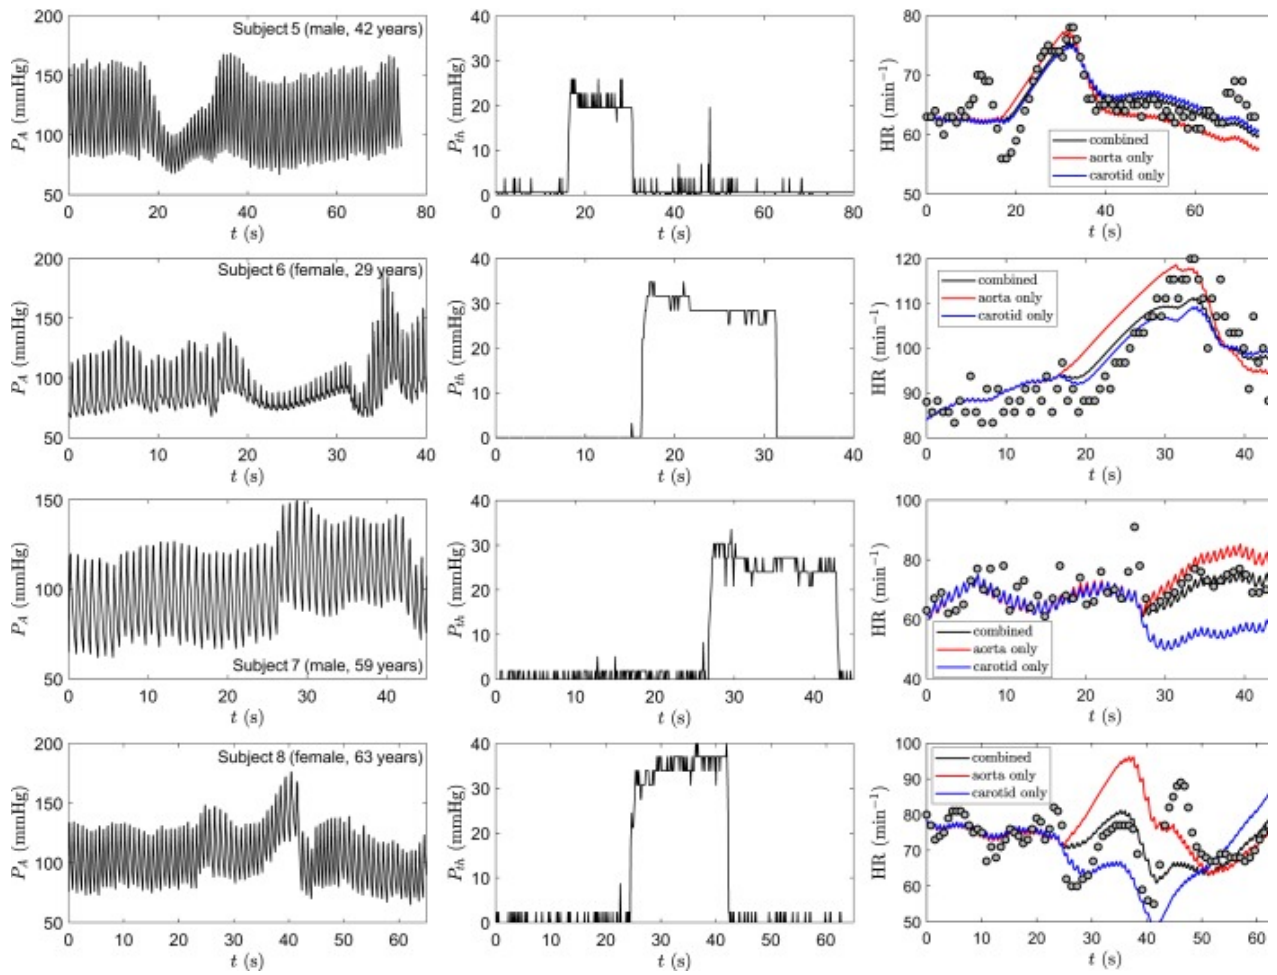 200
150
100
50
P_A (mmHg)
Subject 5 (male, 42 years)
0 20 40 60 80
t (s)
40
30
20
10
0
P_th (mmHg)
0 20 40 60 80
t (s)
80
70
60
50
HR (min⁻¹)
combined
aorta only
carotid only
0 20 40 60
t (s)
200
150
100
50
P_A (mmHg)
Subject 6 (female, 29 years)
0 10 20 30 40
t (s)
40
30
20
10
0
P_th (mmHg)
0 10 20 30 40
t (s)
120
110
100
90
80
HR (min⁻¹)
combined
aorta only
carotid only
0 10 20 30 40
t (s)
150
100
50
P_A (mmHg)
Subject 7 (male, 59 years)
0 10 20 30 40
t (s)
40
30
20
10
0
P_th (mmHg)
0 10 20 30 40
t (s)
100
80
60
40
HR (min⁻¹)
combined
aorta only
carotid only
0 10 20 30 40
t (s)
200
150
100
50
P_A (mmHg)
Subject 8 (female, 63 years)
0 10 20 30 40 50 60
t (s)
40
30
20
10
0
P_th (mmHg)
0 10 20 30 40 50 60
t (s)
100
90
80
70
60
50
HR (min⁻¹)
combined
aorta only
carotid only
0 10 20 30 40 50 60
t (s)